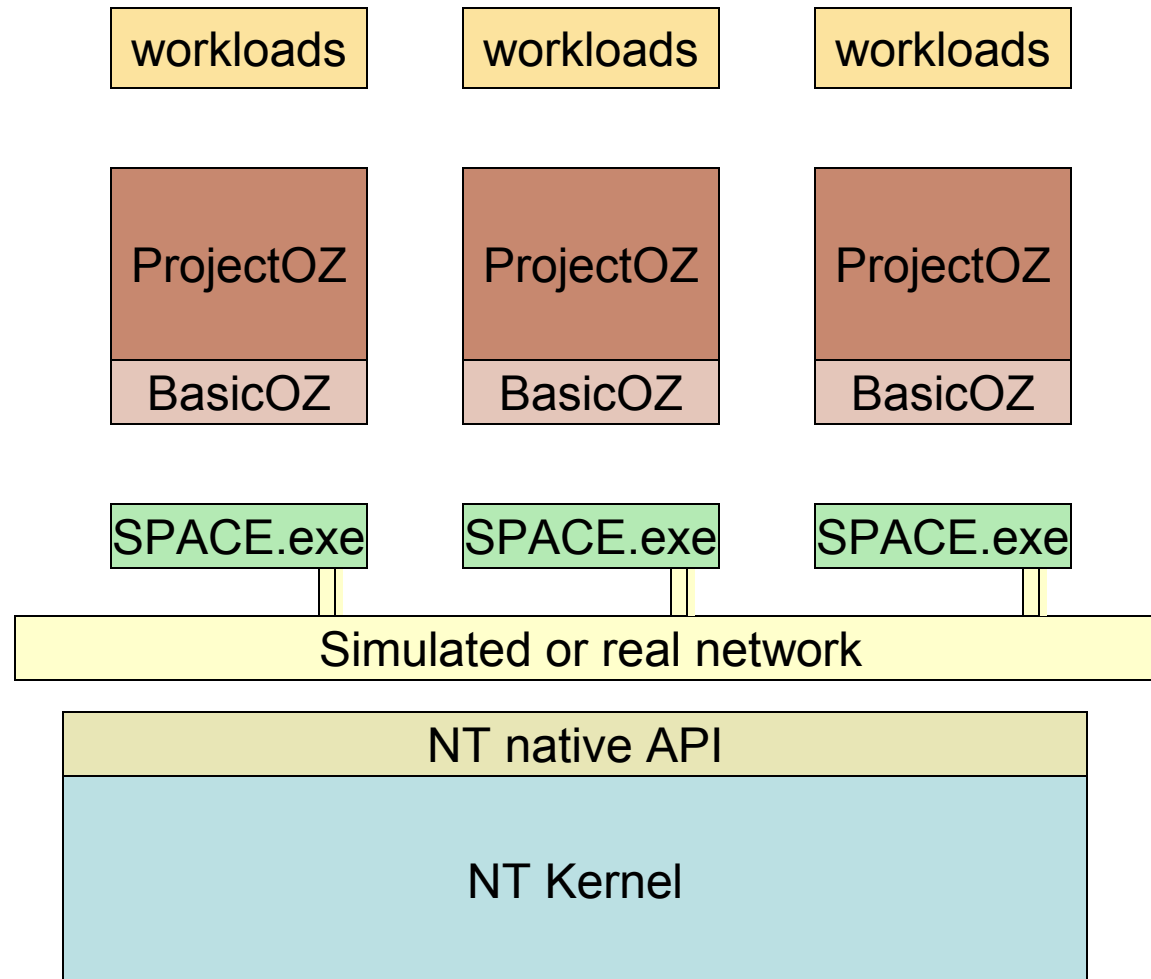 workloads workloads workloads
ProjectOZ ProjectOZ ProjectOZ
BasicOZ BasicOZ BasicOZ
SPACE.exe SPACE.exe SPACE.exe
Simulated or real network
NT native API
NT Kernel